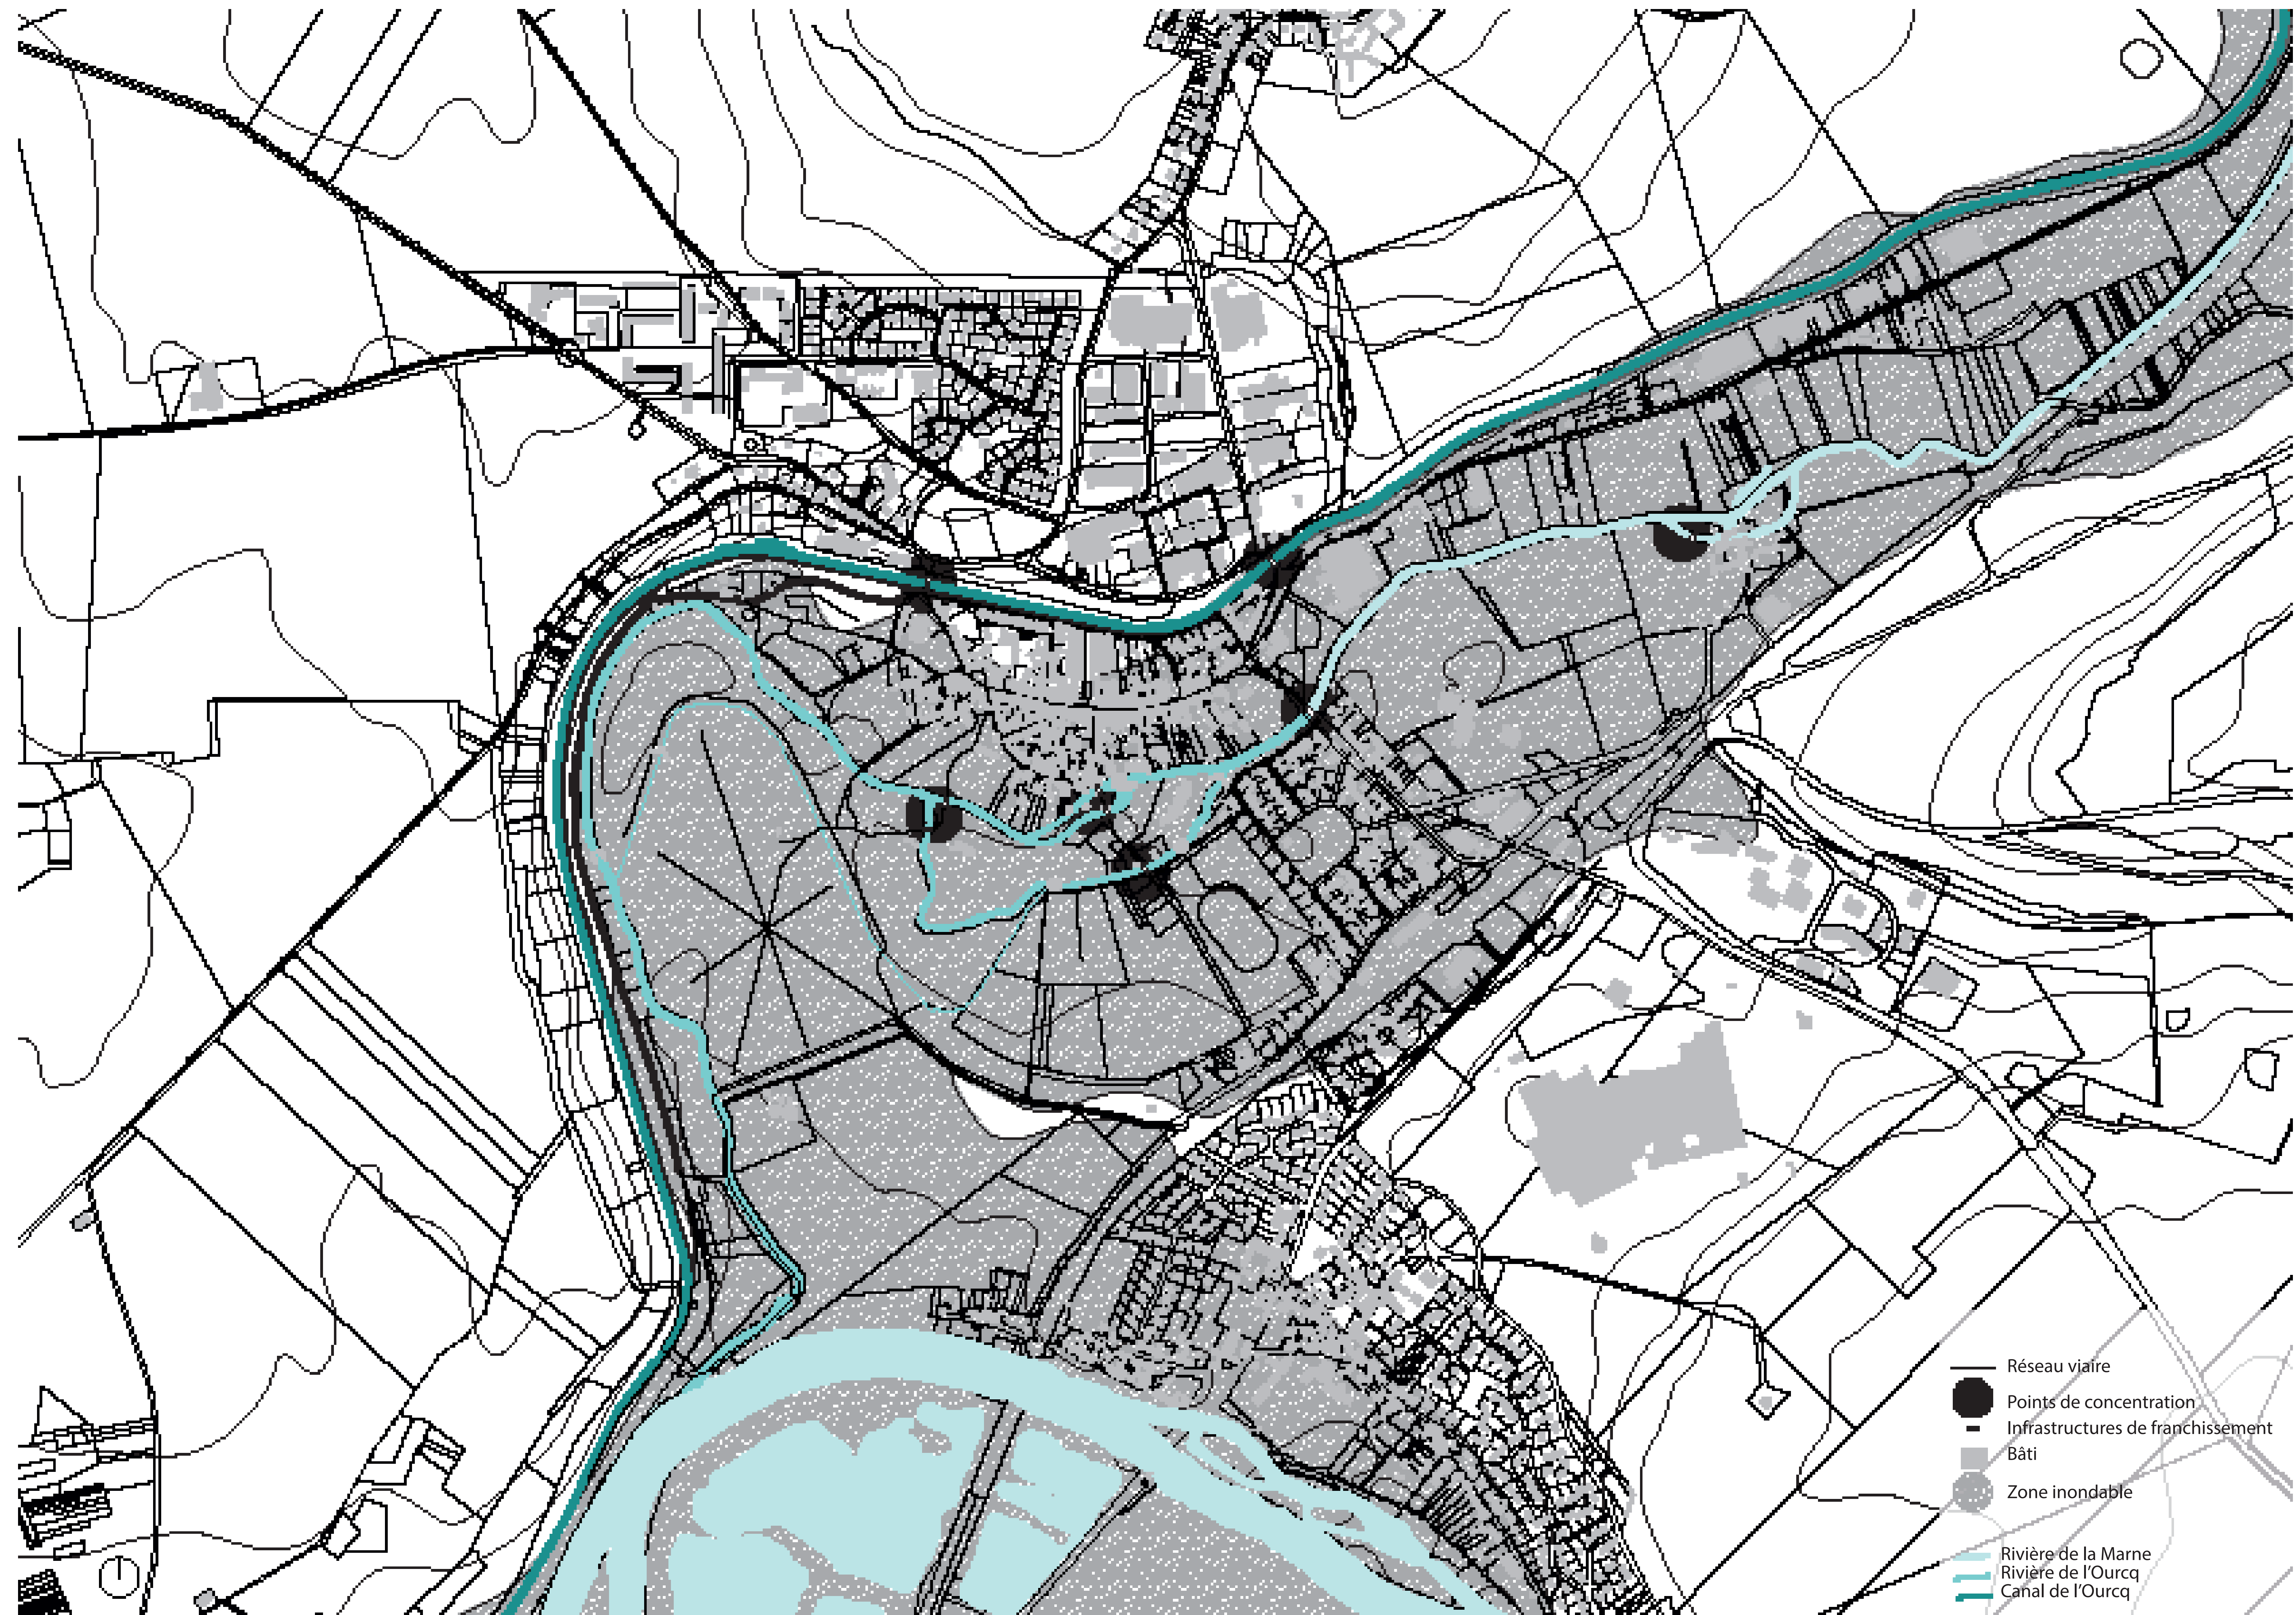 Réseau viaire
Points de concentration
Infrastructures de franchissement
Bâti
Zone inondable
Rivière de la Marne
Rivière de l'Ourcq
Canal de l'Ourcq